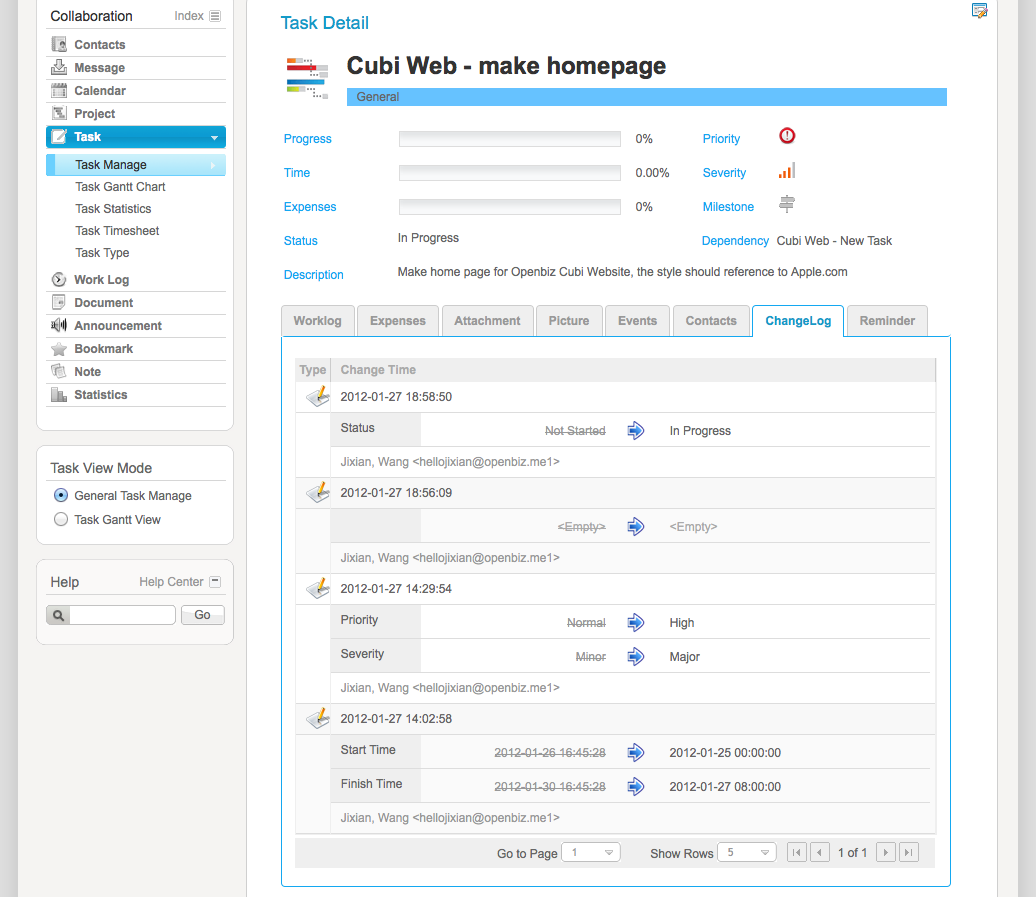 Collaboration Index
Contacts
Message
Calendar
Project
Task
Task Manage
Task Gantt Chart
Task Statistics
Task Timesheet
Task Type
Work Log
Document
Announcement
Bookmark
Note
Statistics
Task View Mode
General Task Manage
Task Gantt View
Help Help Center
Go
Task Detail
Cubi Web - make homepage
General
Progress 0% Priority
Time 0.00% Severity
Expenses 0% Milestone
Status In Progress Dependency Cubi Web - New Task
Description Make home page for Openbiz Cubi Website, the style should reference to Apple.com
Worklog Expenses Attachment Picture Events Contacts ChangeLog Reminder
Type Change Time
2012-01-27 18:58:50
Status Not Started In Progress
Jixian, Wang <hellojixian@openbiz.me1>
2012-01-27 18:56:09
<Empty> <Empty>
Jixian, Wang <hellojixian@openbiz.me1>
2012-01-27 14:29:54
Priority Normal High
Severity Minor Major
Jixian, Wang <hellojixian@openbiz.me1>
2012-01-27 14:02:58
Start Time 2012-01-26 16:45:28 2012-01-25 00:00:00
Finish Time 2012-01-30 16:45:28 2012-01-27 08:00:00
Jixian, Wang <hellojixian@openbiz.me1>
Go to Page 1 Show Rows 5 1 of 1